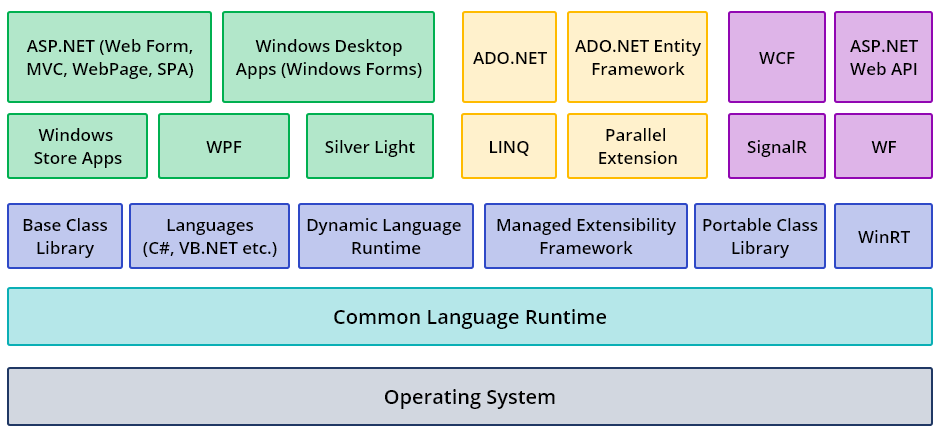 ASP.NET (Web Form,
MVC, WebPage, SPA)
Windows Desktop
Apps (Windows Forms)
ADO.NET
ADO.NET Entity
Framework
WCF
ASP.NET
Web API
Windows
Store Apps
WPF
Silver Light
LINQ
Parallel
Extension
SignalR
WF
Base Class
Library
Languages
(C#, VB.NET etc.)
Dynamic Language
Runtime
Managed Extensibility
Framework
Portable Class
Library
WinRT
Common Language Runtime
Operating System